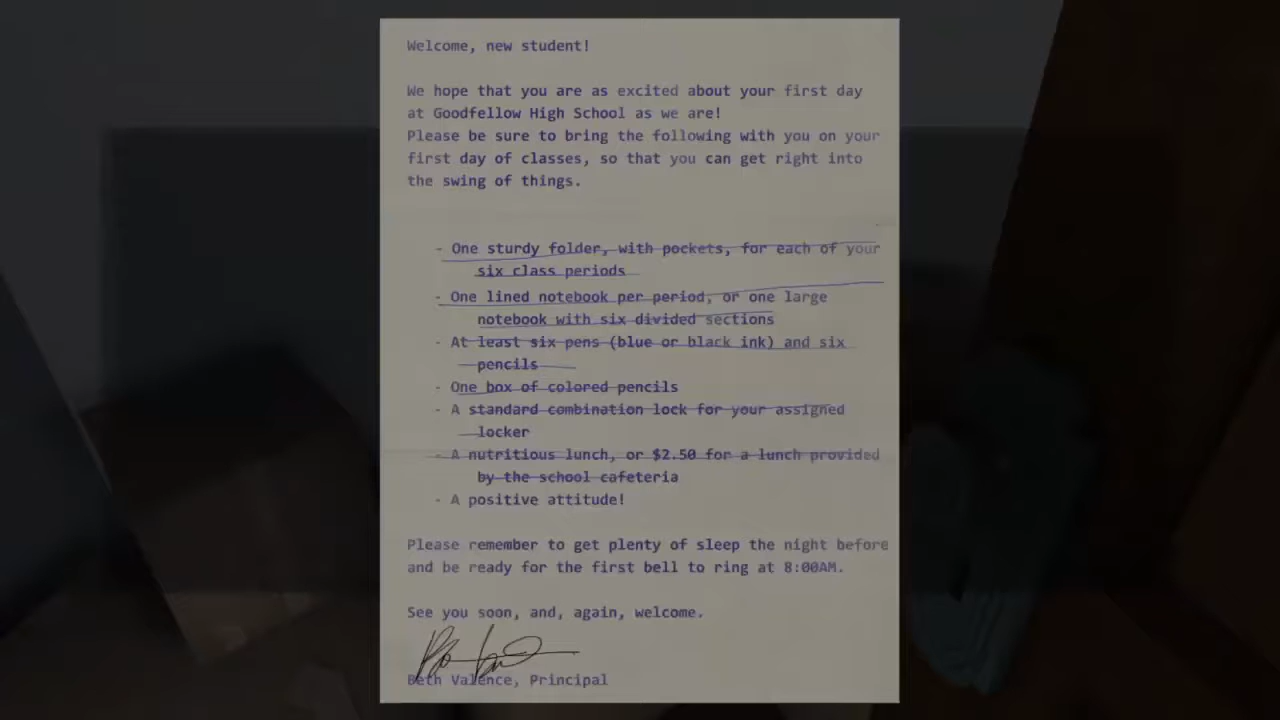 Welcome, new student!
We hope that you are as excited about your first day
at Goodfellow High School as we are!
Please be sure to bring the following with you on your
first day of classes, so that you can get right into
the swing of things.
- One sturdy folder, with pockets, for each of your
six class periods
- One lined notebook per period, or one large
notebook with six divided sections
- At least six pens (blue or black ink) and six
pencils
- One box of colored pencils
- A standard combination lock for your assigned
locker
- A nutritious lunch, or $2.50 for a lunch provided
by the school cafeteria
- A positive attitude!
Please remember to get plenty of sleep the night before
and be ready for the first bell to ring at 8:00AM.
See you soon, and, again, welcome.
Beth Valence, Principal